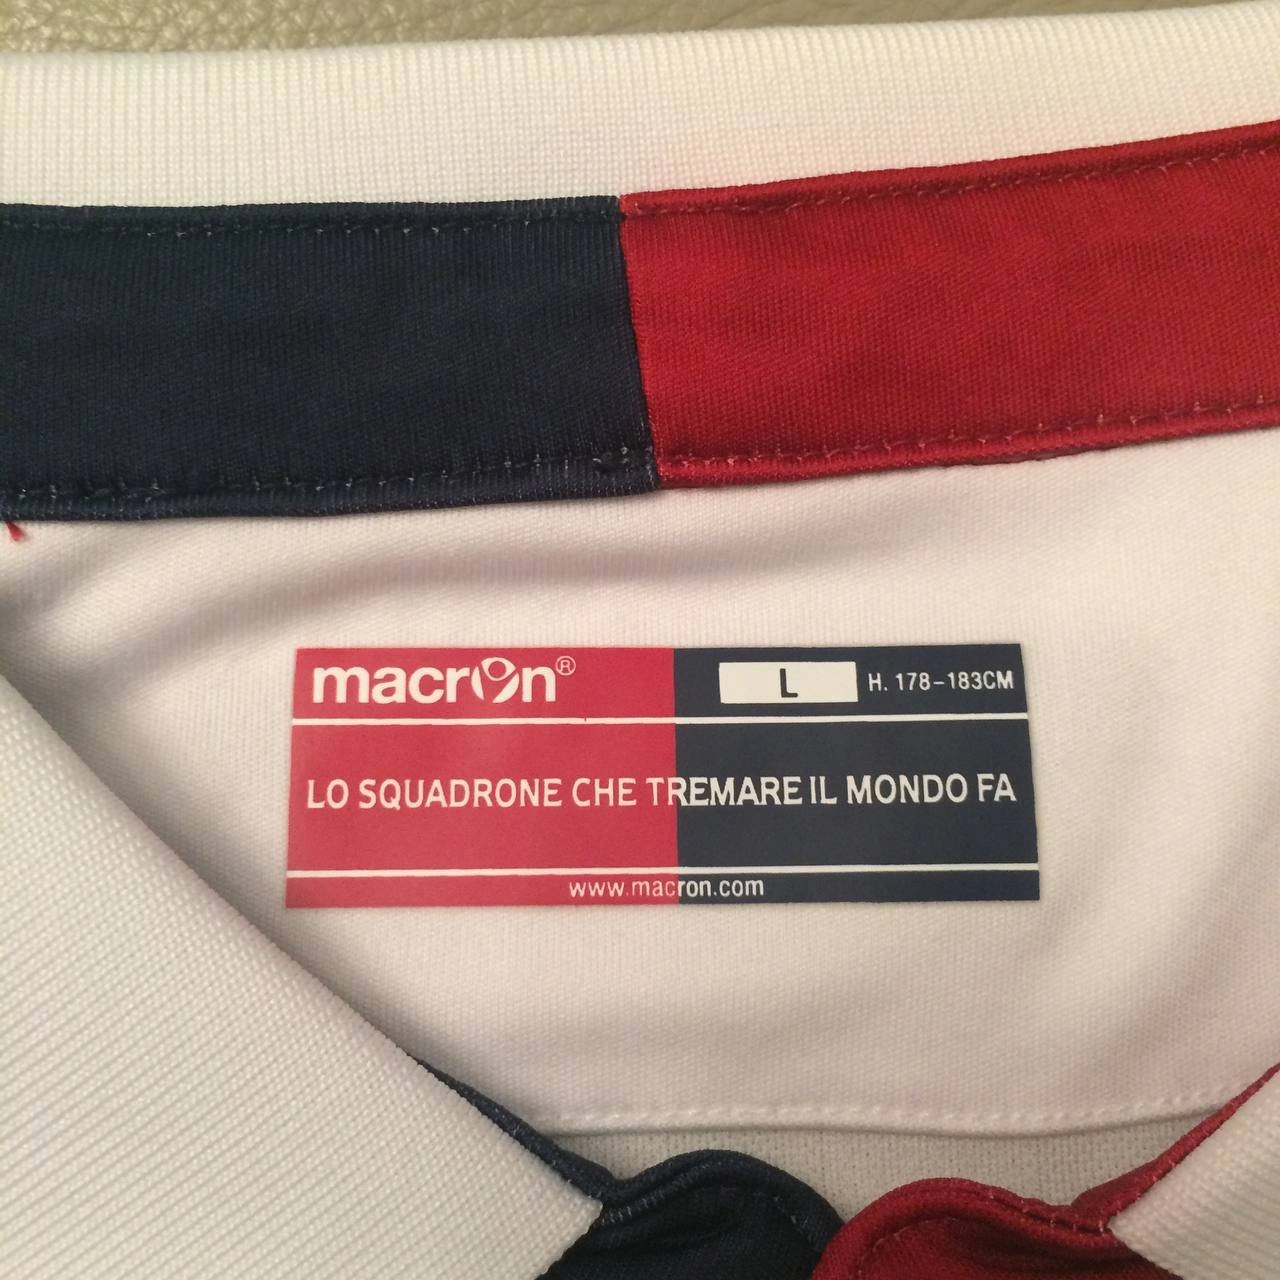 macron®
L H. 178-183CM
LO SQUADRONE CHE TREMARE IL MONDO FA
www.macron.com